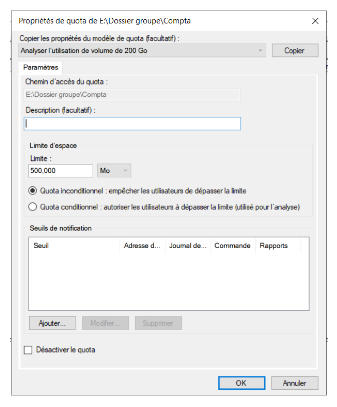 Propriétés de quota de E:\Dossier groupe\Compta
Copier les propriétés du modèle de quota (facultatif) :
Analyser l'utilisation de volume de 200 Go
Copier
Paramètres
Chemin d'accès du quota :
E:\Dossier groupe\Compta
Description (facultatif) :
Limite d'espace
Limite :
500,000 Mo
Quota inconditionnel : empêcher les utilisateurs de dépasser la limite
Quota conditionnel : autoriser les utilisateurs à dépasser la limite (utilisé pour l'analyse)
Seuils de notification
Seuil Adresse d... Journal de... Commande Rapports
Ajouter... Modifier... Supprimer
Désactiver le quota
OK Annuler